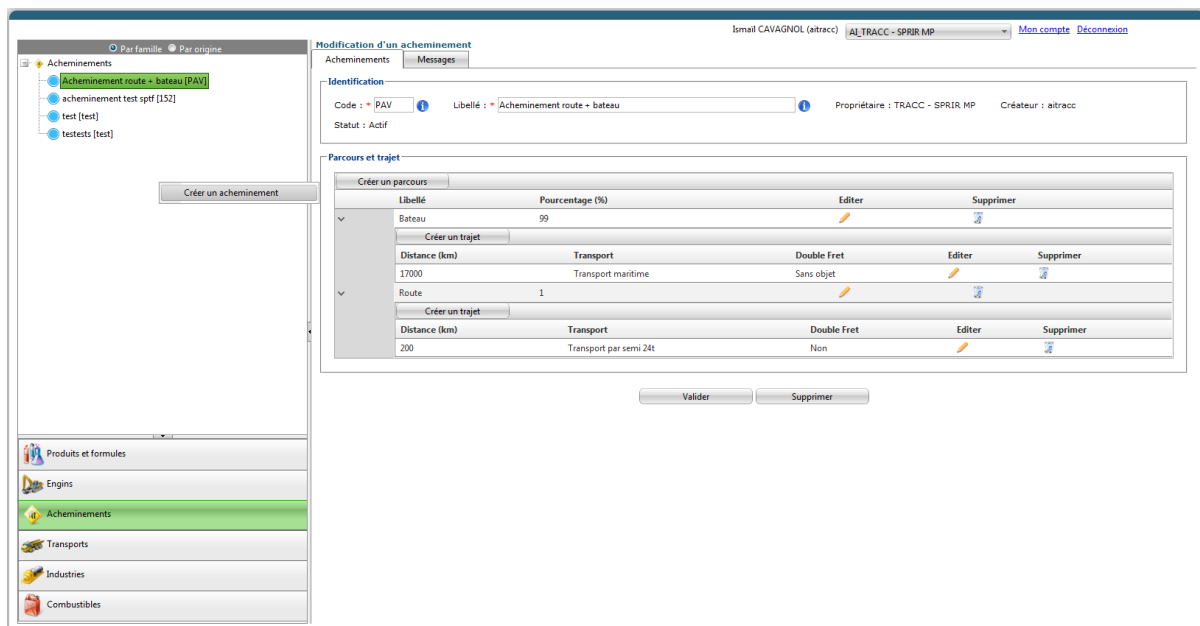 Ismaïl CAVAGNOL (aitracc) AI_TRACC - SPRIR MP Mon compte Déconnexion
Par famille Par origine
Acheminements
Acheminement route + bateau [PAV]
acheminement test sptf [152]
test [test]
testests [test]
Créer un acheminement
Produits et formules
Engins
Acheminements
Transports
Industries
Combustibles
Modification d'un acheminement
Acheminements Messages
Identification
Code : * PAV Libellé : * Acheminement route + bateau Propriétaire : TRACC - SPRIR MP Créateur : aitracc
Statut : Actif
Parcours et trajet
Créer un parcours
Libellé Pourcentage (%) Editer Supprimer
Bateau 99
Créer un trajet
Distance (km) Transport Double Fret Editer Supprimer
17000 Transport maritime Sans objet
Route 1
Créer un trajet
Distance (km) Transport Double Fret Editer Supprimer
200 Transport par semi 24t Non
Valider Supprimer